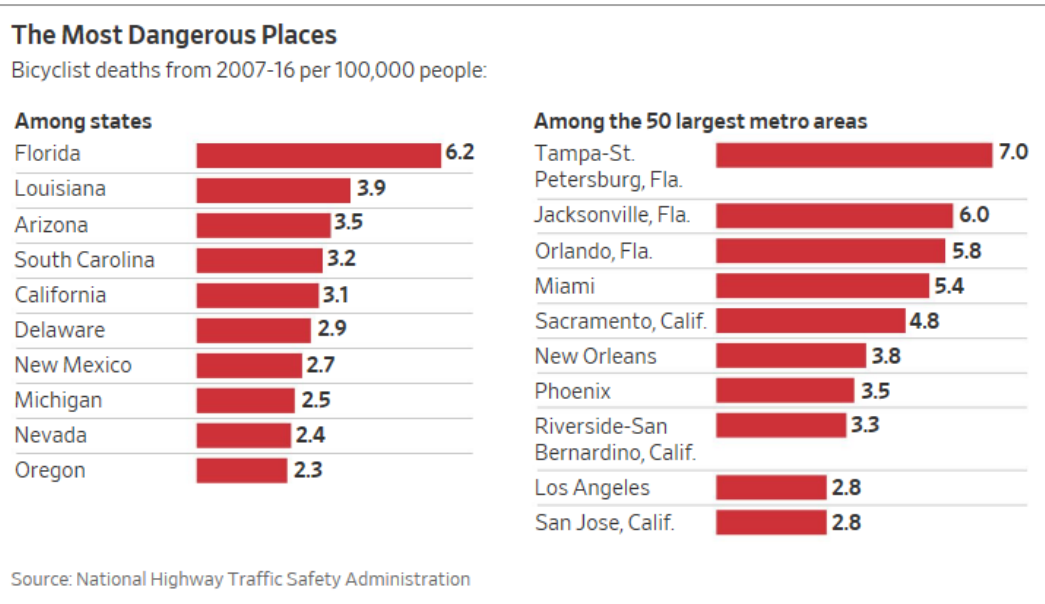 The Most Dangerous Places
Bicyclist deaths from 2007-16 per 100,000 people:
Among states
Florida 6.2
Louisiana 3.9
Arizona 3.5
South Carolina 3.2
California 3.1
Delaware 2.9
New Mexico 2.7
Michigan 2.5
Nevada 2.4
Oregon 2.3
Among the 50 largest metro areas
Tampa-St. 7.0
Petersburg, Fla.
Jacksonville, Fla. 6.0
Orlando, Fla. 5.8
Miami 5.4
Sacramento, Calif. 4.8
New Orleans 3.8
Phoenix 3.5
Riverside-San 3.3
Bernardino, Calif.
Los Angeles 2.8
San Jose, Calif. 2.8
Source: National Highway Traffic Safety Administration